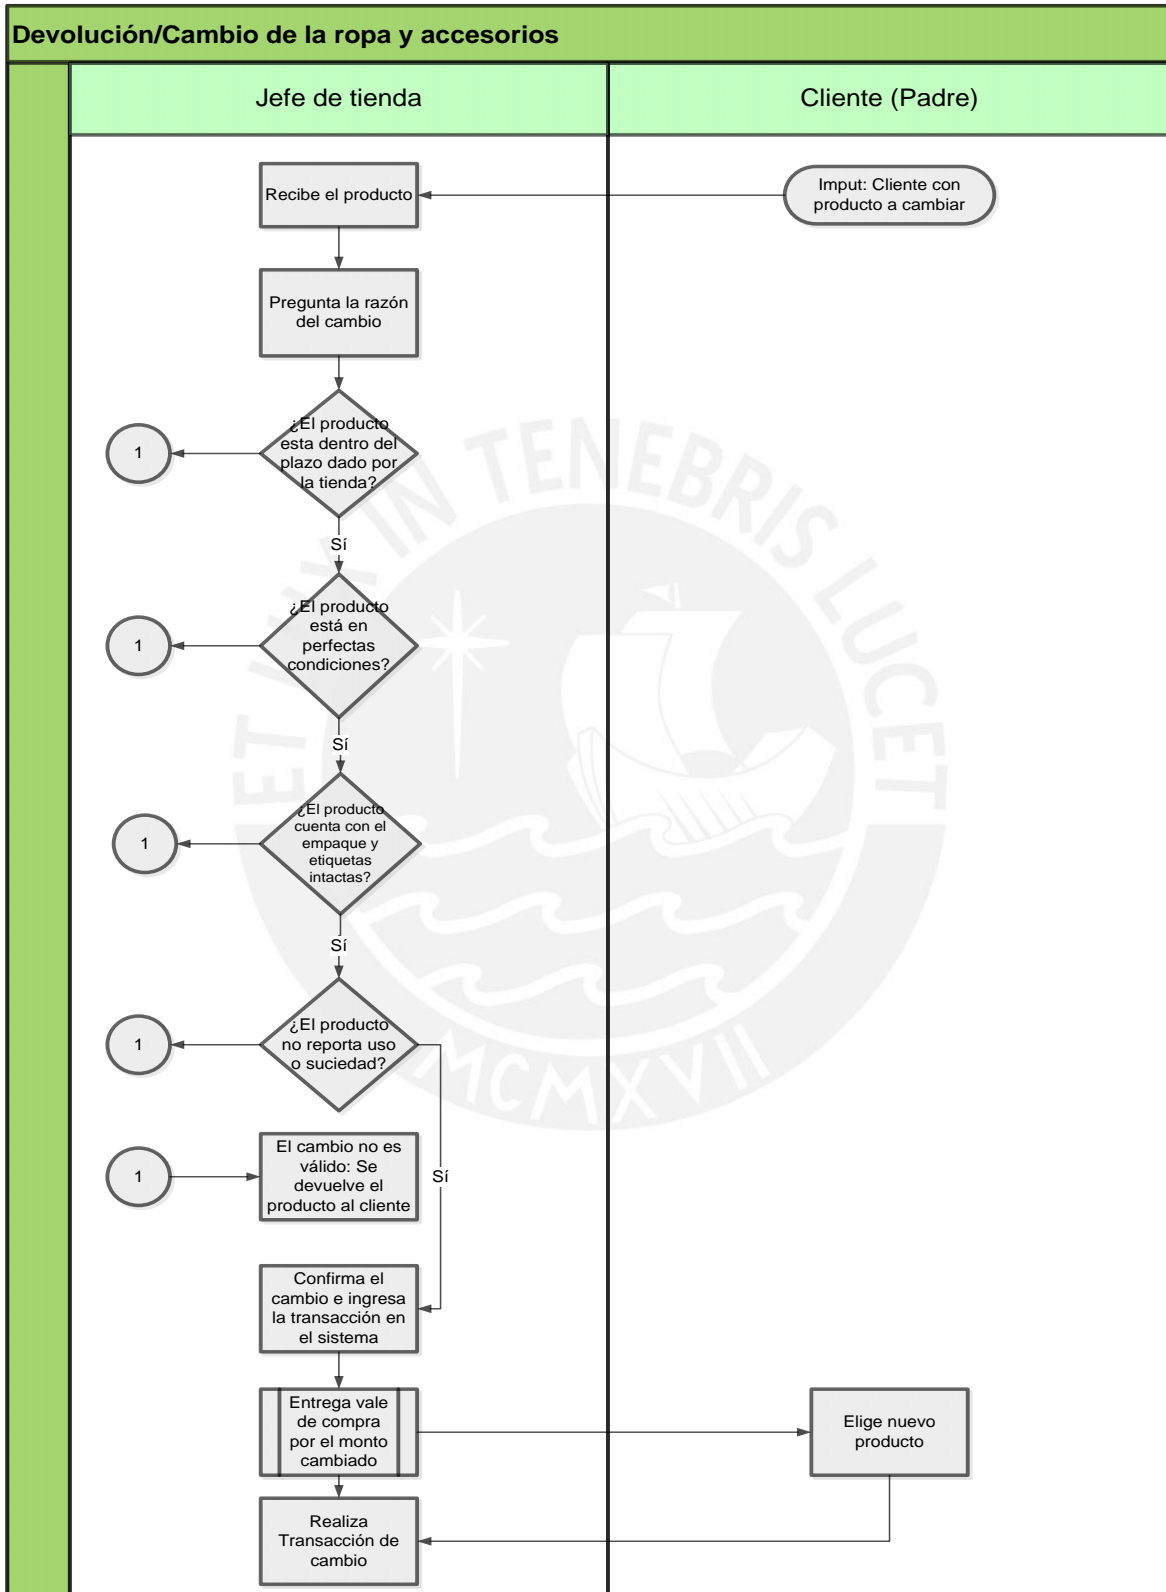 Devolución/Cambio de la ropa y accesorios
Jefe de tienda
Cliente (Padre)
Recibe el producto
Imput: Cliente con
producto a cambiar
Pregunta la razón
del cambio
¿El producto
esta dentro del
plazo dado por
la tienda?
1
Sí
¿El producto
está en
perfectas
condiciones?
1
Sí
¿El producto
cuenta con el
empaque y
etiquetas
intactas?
1
Sí
¿El producto
no reporta uso
o suciedad?
1
1
El cambio no es
válido: Se
devuelve el
producto al cliente
Sí
Confirma el
cambio e ingresa
la transacción en
el sistema
Entrega vale
de compra
por el monto
cambiado
Elige nuevo
producto
Realiza
Transacción de
cambio
ET LUX IN TENEBRIS LUCET
MCMXVII